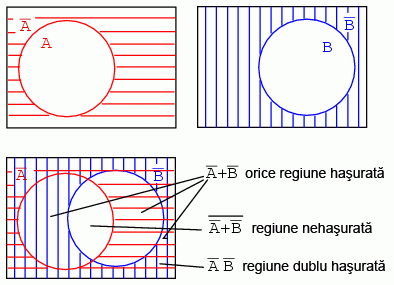 A̅
A
B̅
B
A̅
B̅
A̅+B̅ orice regiune haşurată
A̿+̅B̿ regiune nehaşurată
A̅ B̅ regiune dublu haşurată